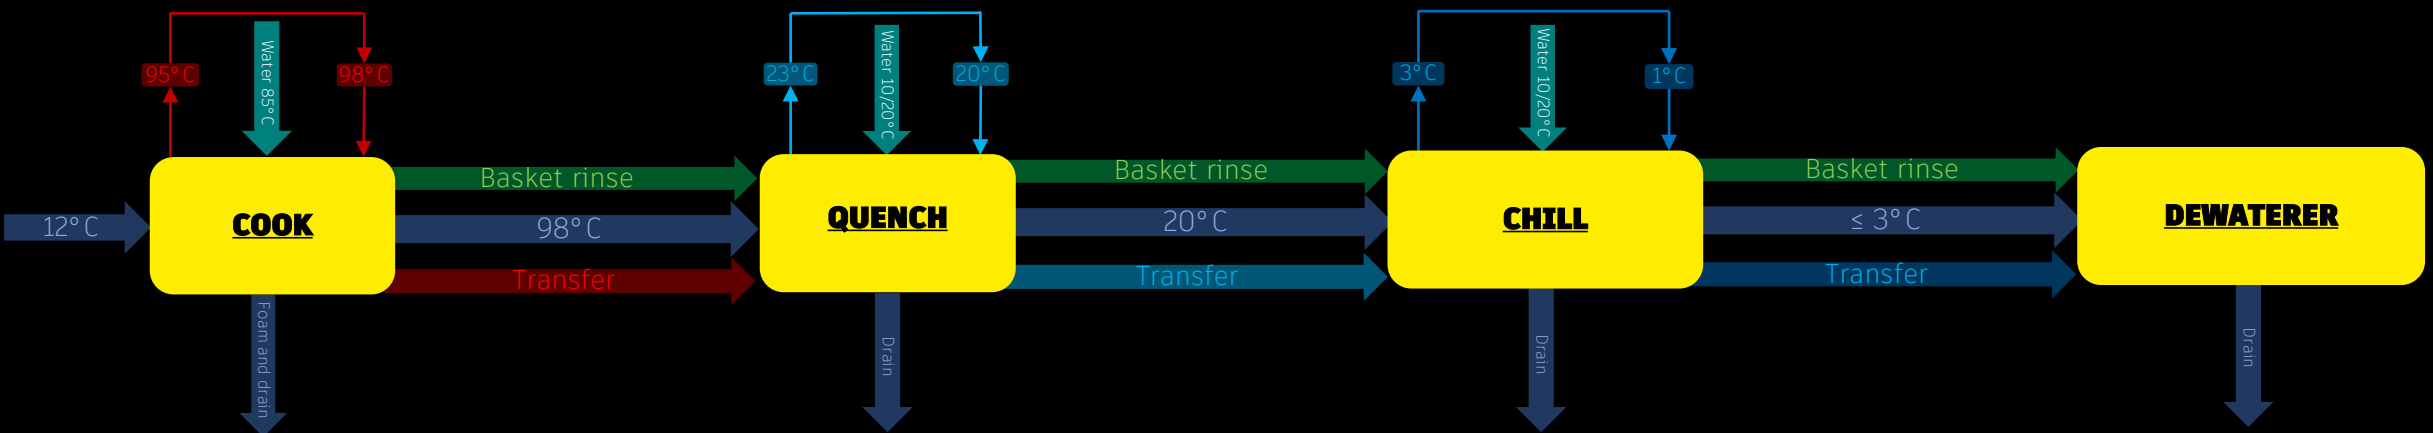 95°C
Water 85°C
98°C
12°C
COOK
Foam and drain
Basket rinse
98°C
Transfer
23°C
Water 10/20°C
20°C
QUENCH
Drain
Basket rinse
20°C
Transfer
3°C
Water 10/20°C
1°C
CHILL
Drain
Basket rinse
≤ 3°C
Transfer
DEWATERER
Drain